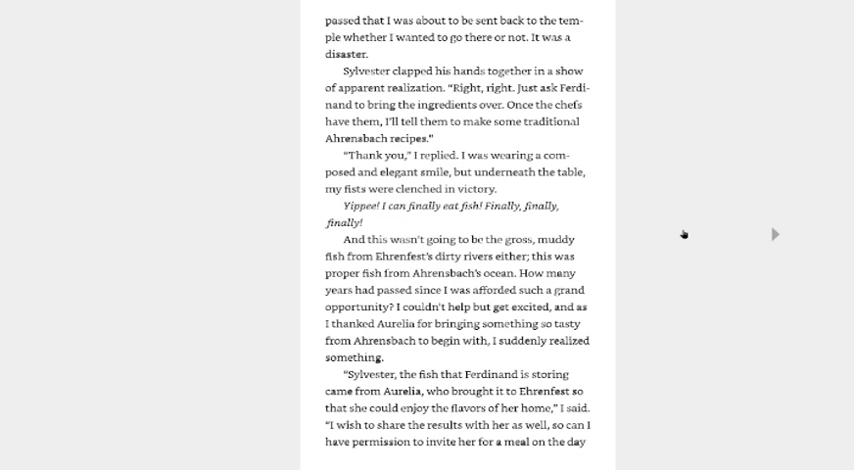 passed that I was about to be sent back to the tem-
ple whether I wanted to go there or not. It was a
disaster.
Sylvester clapped his hands together in a show
of apparent realization. “Right, right. Just ask Ferdi-
nand to bring the ingredients over. Once the chefs
have them, I’ll tell them to make some traditional
Ahrensbach recipes.”
“Thank you,” I replied. I was wearing a com-
posed and elegant smile, but underneath the table,
my fists were clenched in victory.
Yippee! I can finally eat fish! Finally, finally,
finally!
And this wasn’t going to be the gross, muddy
fish from Ehrenfest’s dirty rivers either; this was
proper fish from Ahrensbach’s ocean. How many
years had passed since I was afforded such a grand
opportunity? I couldn’t help but get excited, and as
I thanked Aurelia for bringing something so tasty
from Ahrensbach to begin with, I suddenly realized
something.
“Sylvester, the fish that Ferdinand is storing
came from Aurelia, who brought it to Ehrenfest so
that she could enjoy the flavors of her home,” I said.
“I wish to share the results with her as well, so can I
have permission to invite her for a meal on the day